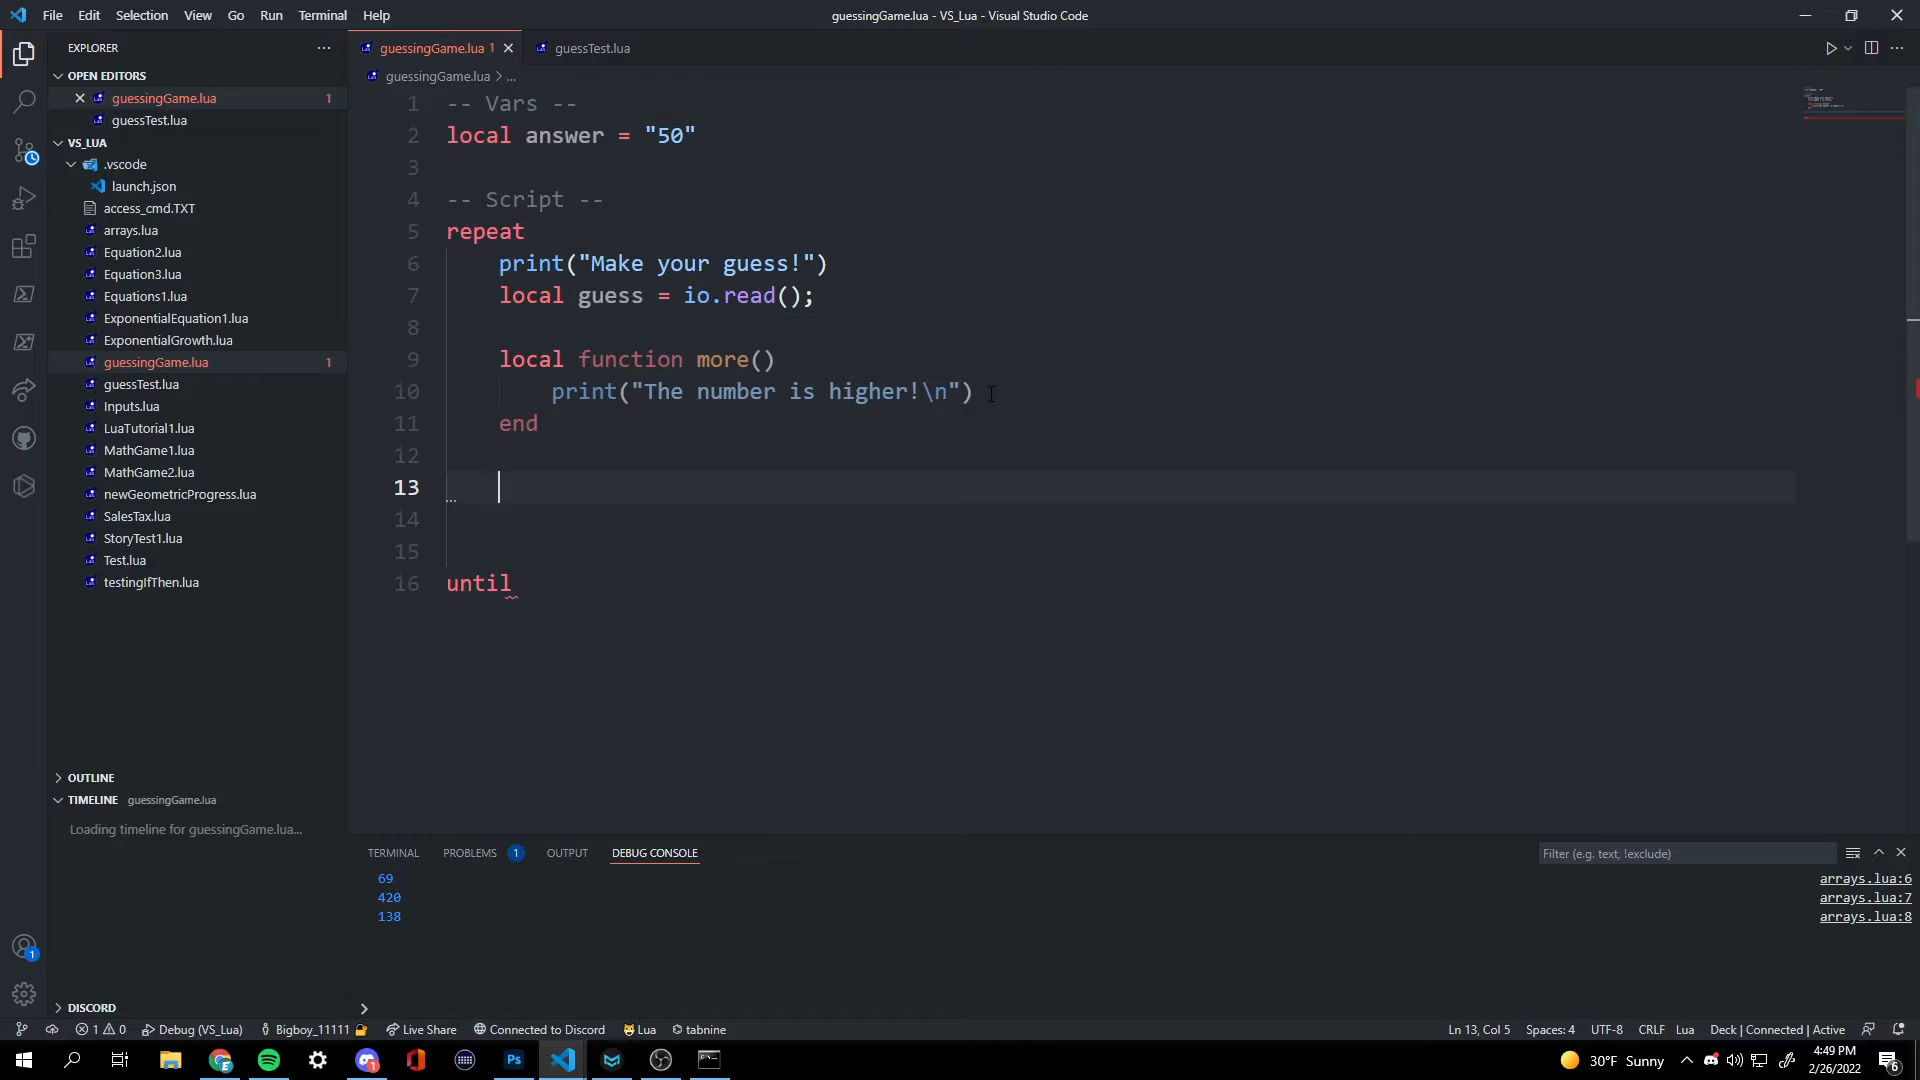 File Edit Selection View Go Run Terminal Help
guessingGame.lua - VS_Lua - Visual Studio Code
EXPLORER
OPEN EDITORS
guessingGame.lua 1
guessTest.lua
VS_LUA
.vscode
launch.json
access_cmd.TXT
arrays.lua
Equation2.lua
Equation3.lua
Equations1.lua
ExponentialEquation1.lua
ExponentialGrowth.lua
guessingGame.lua 1
guessTest.lua
Inputs.lua
LuaTutorial1.lua
MathGame1.lua
MathGame2.lua
newGeometricProgress.lua
SalesTax.lua
StoryTest1.lua
Test.lua
testingIfThen.lua
OUTLINE
TIMELINE guessingGame.lua
Loading timeline for guessingGame.lua...
DISCORD
guessingGame.lua 1 guessTest.lua
guessingGame.lua > ...
1 -- Vars --
2 local answer = "50"
3
4 -- Script --
5 repeat
6 print("Make your guess!")
7 local guess = io.read();
8
9 local function more()
10 print("The number is higher!\n")
11 end
12
13
14
15
16 until
TERMINAL PROBLEMS 1 OUTPUT DEBUG CONSOLE
Filter (e.g. text, !exclude)
69 arrays.lua:6
420 arrays.lua:7
138 arrays.lua:8
1 0 Debug (VS_Lua) Bigboy_11111 Live Share Connected to Discord Lua tabnine
Ln 13, Col 5 Spaces: 4 UTF-8 CRLF Lua Deck | Connected | Active
30°F Sunny
4:49 PM
2/26/2022
6